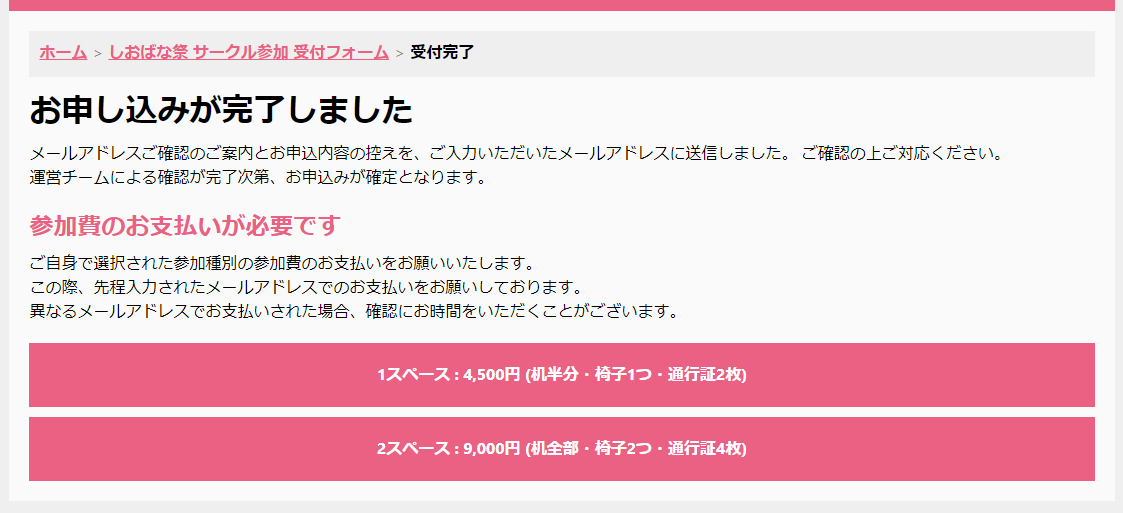 ホーム > しおばな祭 サークル参加 受付フォーム > 受付完了
お申し込みが完了しました
メールアドレスご確認のご案内とお申込内容の控えを、ご入力いただいたメールアドレスに送信しました。 ご確認の上ご対応ください。
運営チームによる確認が完了次第、お申込みが確定となります。
参加費のお支払いが必要です
ご自身で選択された参加種別の参加費のお支払いをお願いいたします。
この際、先程入力されたメールアドレスでのお支払いをお願いしております。
異なるメールアドレスでお支払いされた場合、確認にお時間をいただくことがございます。
1スペース : 4,500円 (机半分・椅子1つ・通行証2枚)
2スペース : 9,000円 (机全部・椅子2つ・通行証4枚)